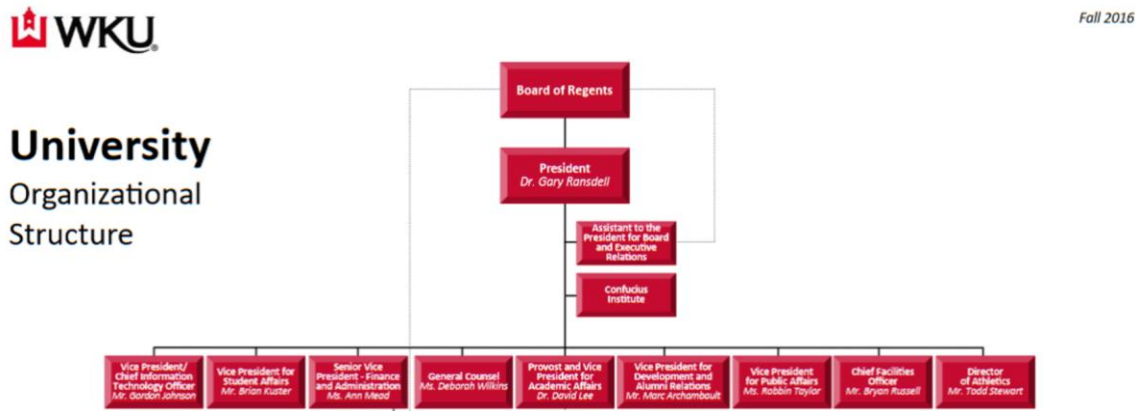 WKU
Fall 2016
University
Organizational
Structure
Board of Regents
President
Dr. Gary Ransdell
Assistant to the
President for Board
and Executive
Relations
Confucius
Institute
Vice President/
Chief Information
Technology Officer
Mr. Gordon Johnson
Vice President for
Student Affairs
Mr. Brian Kuster
Senior Vice
President - Finance
and Administration
Ms. Ann Mead
General Counsel
Ms. Deborah Wilkins
Provost and Vice
President for
Academic Affairs
Dr. David Lee
Vice President for
Development and
Alumni Relations
Mr. Marc Archambault
Vice President
for Public Affairs
Ms. Robbin Taylor
Chief Facilities
Officer
Mr. Bryan Russell
Director
of Athletics
Mr. Todd Stewart